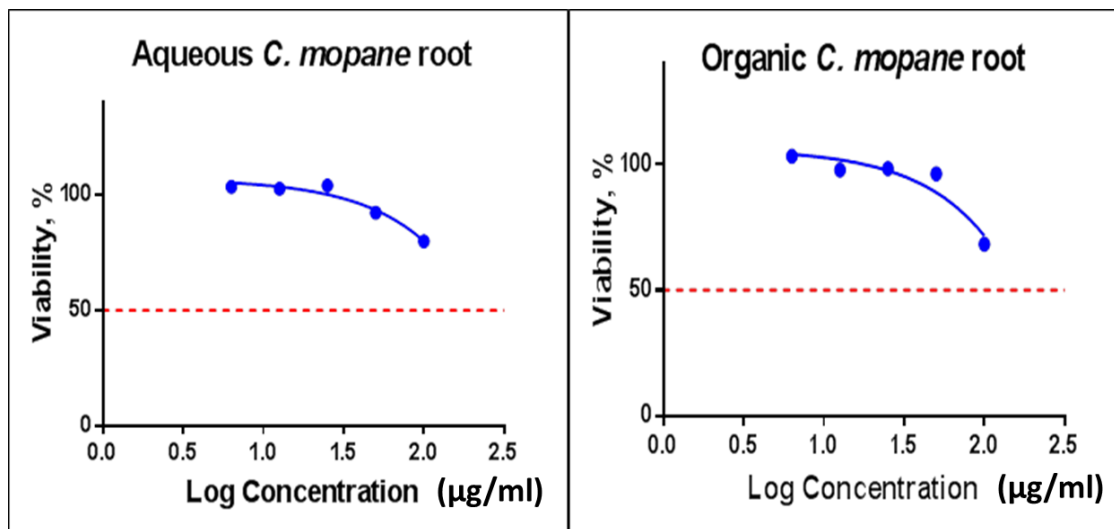 Aqueous C. mopane root
Viability, %
100
50
0
0.0 0.5 1.0 1.5 2.0 2.5
Log Concentration (µg/ml)
Organic C. mopane root
Viability, %
100
50
0
0.0 0.5 1.0 1.5 2.0 2.5
Log Concentration (µg/ml)